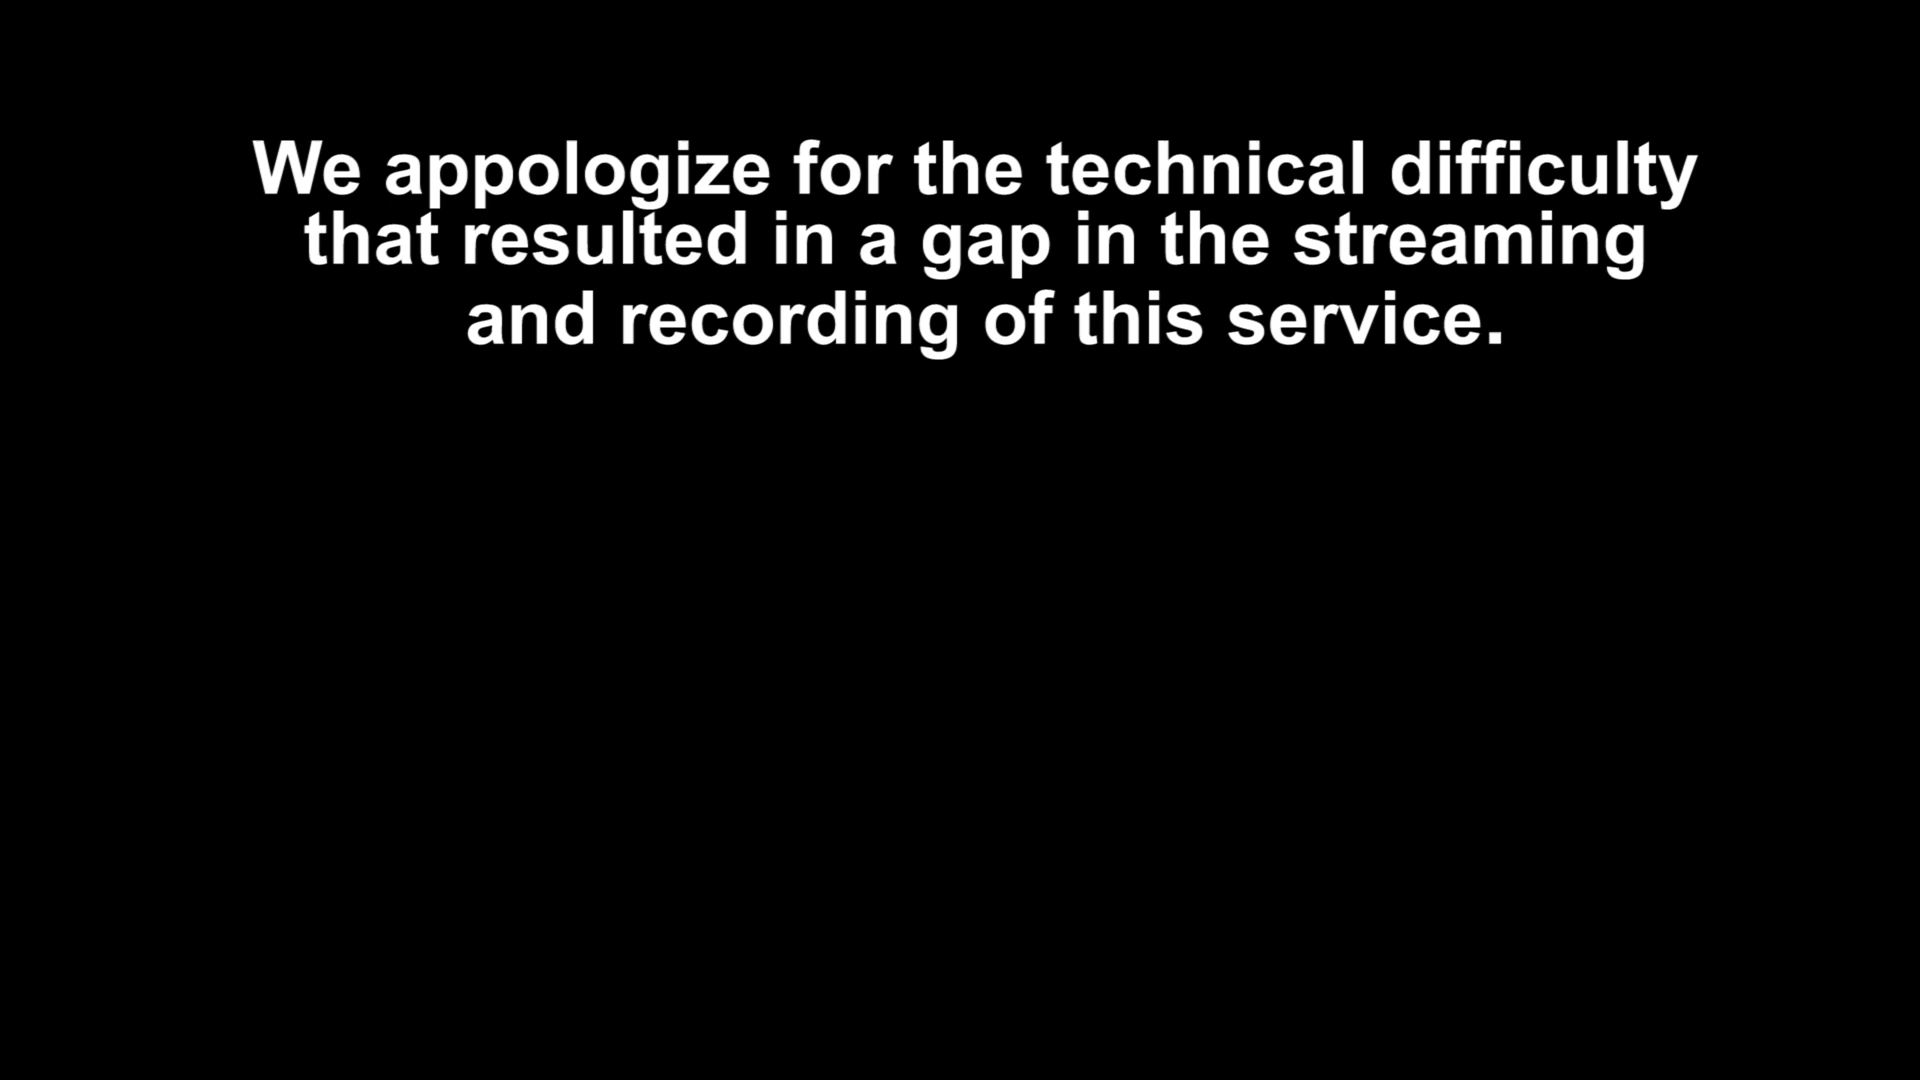 We appologize for the technical difficulty
that resulted in a gap in the streaming
and recording of this service.